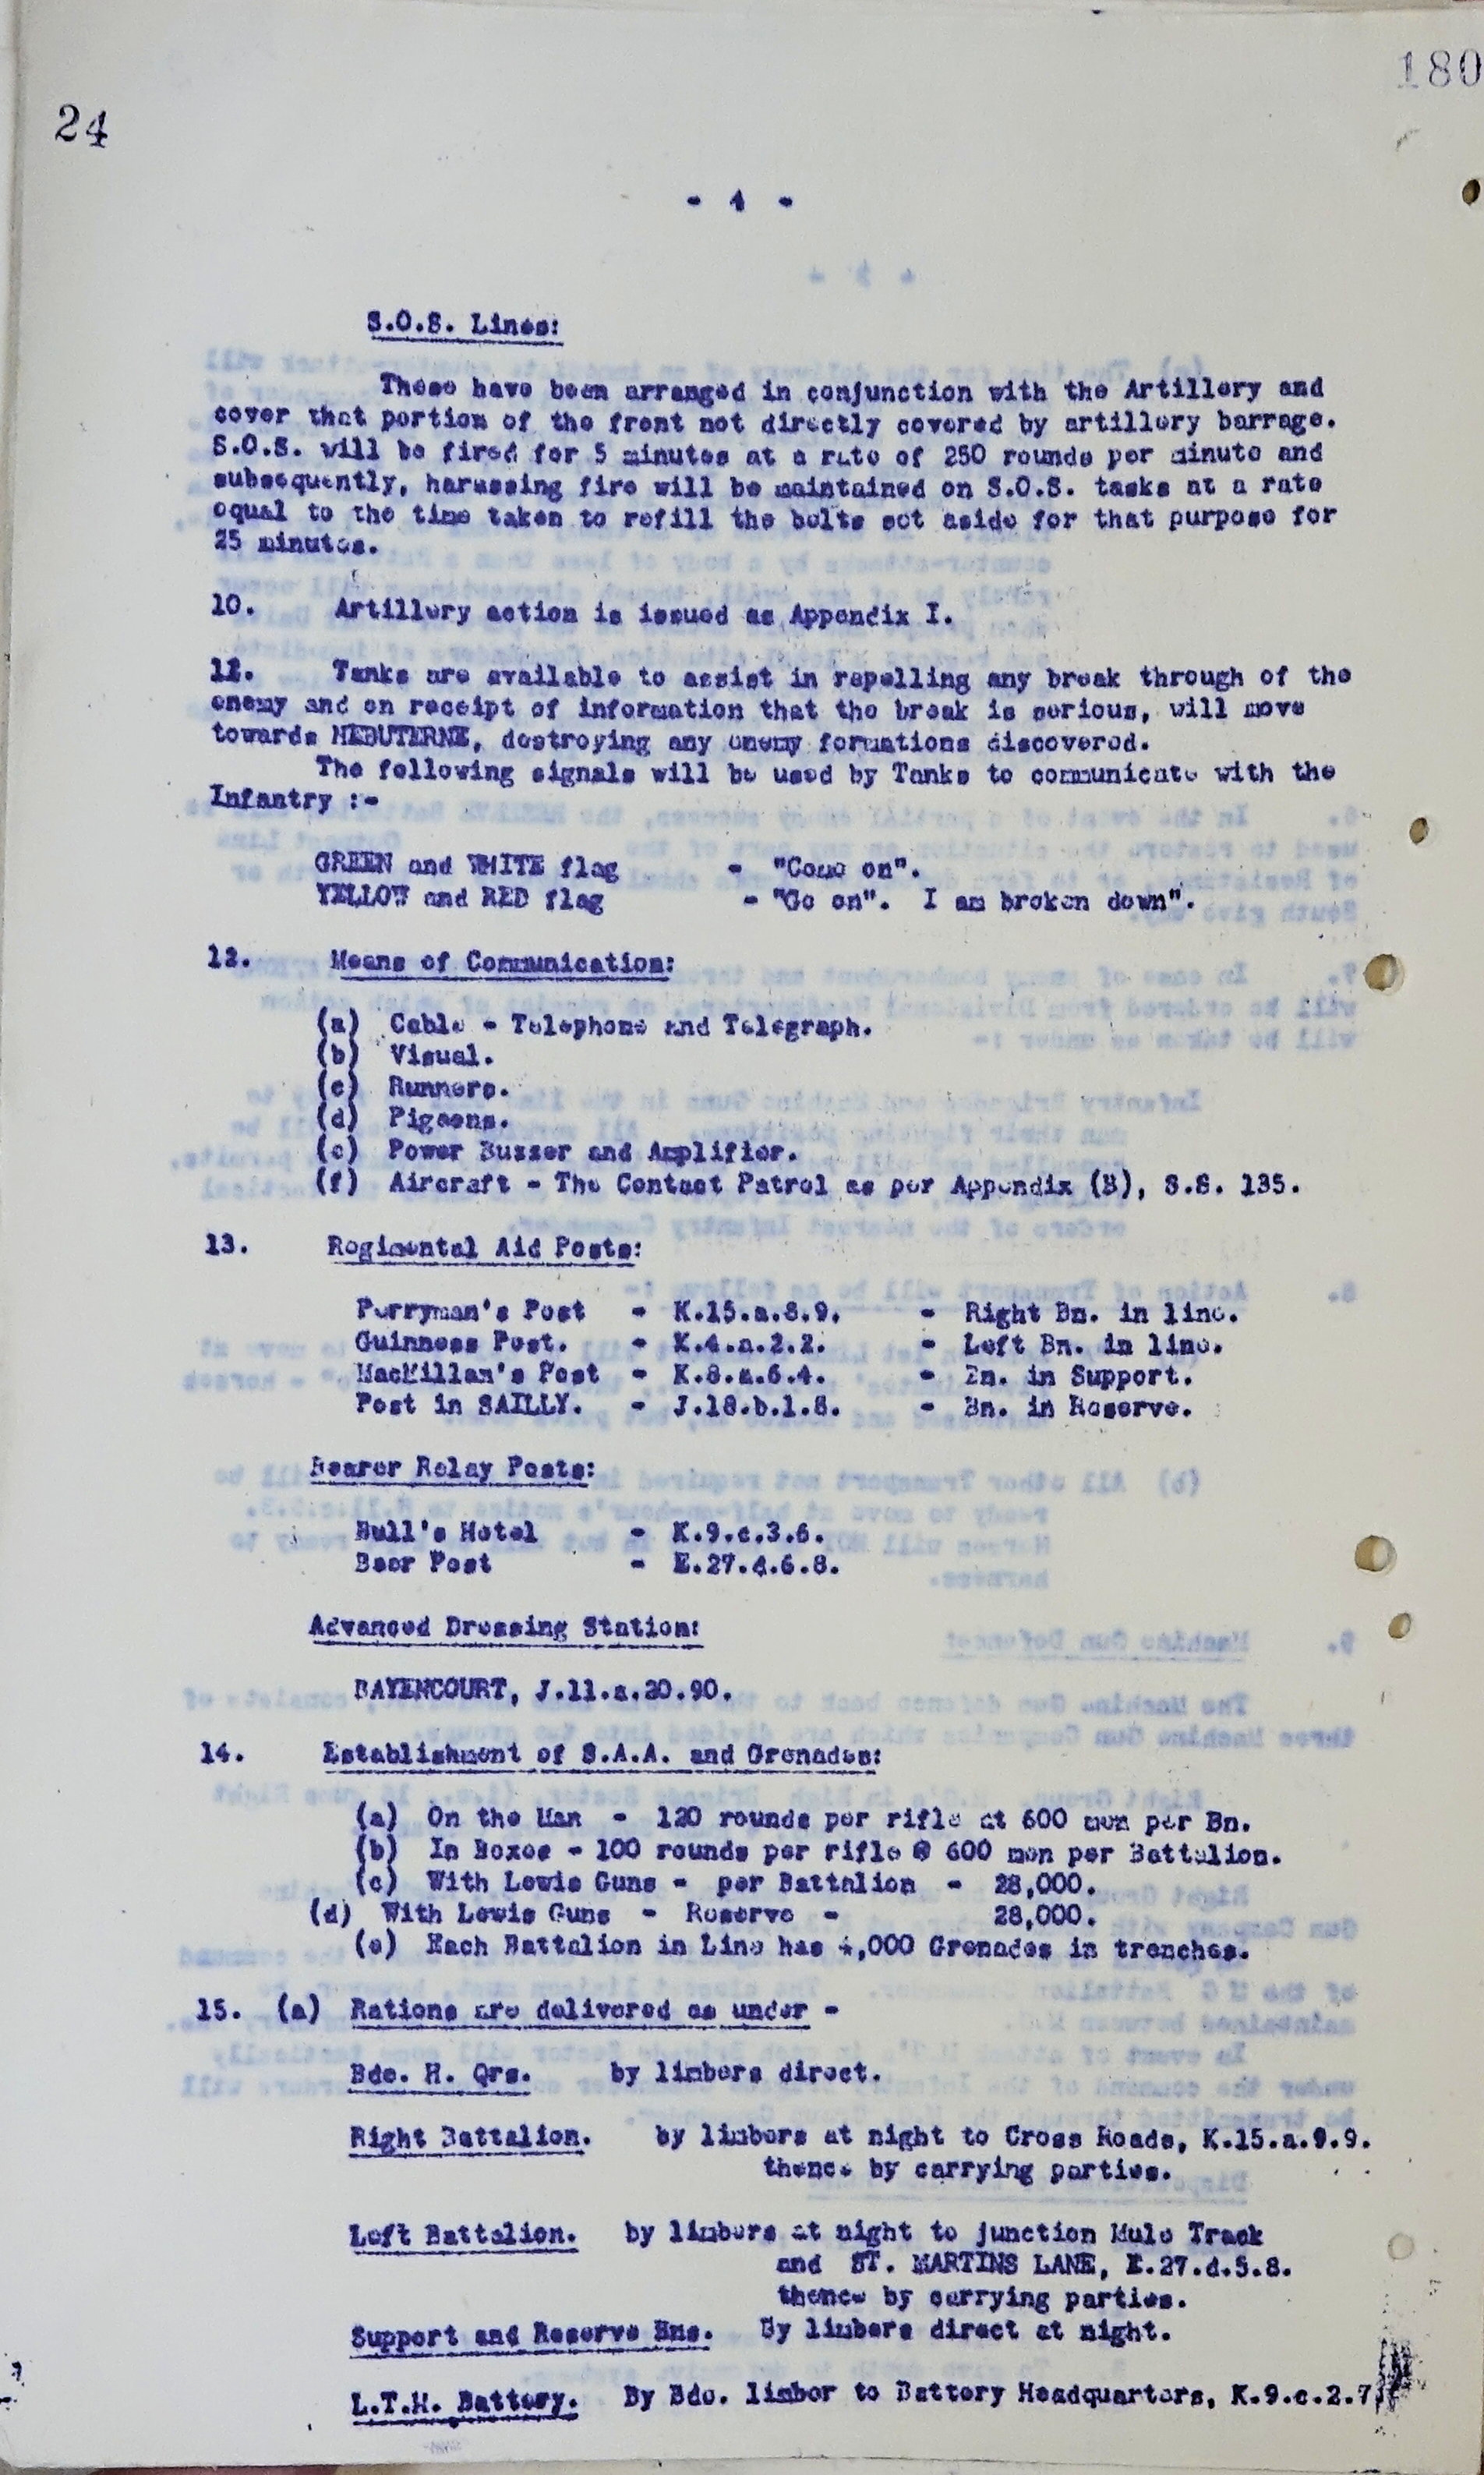 180
24
- 4 -
S.O.S. Lines:
These have been arranged in conjunction with the Artillery and
cover that portion of the front not directly covered by artillery barrage.
S.O.S. will be fired for 5 minutes at a rate of 250 rounds per minute and
subsequently, harassing fire will be maintained on S.O.S. tasks at a rate
equal to the time taken to refill the belts set aside for that purpose for
25 minutes.
10. Artillery action is issued as Appendix I.
11. Tanks are available to assist in repelling any break through of the
enemy and on receipt of information that the break is serious, will move
towards HEBUTERNE, destroying any enemy formations discovered.
The following signals will be used by Tanks to communicate with the
Infantry :-
GREEN and WHITE flag - "Come on".
YELLOW and RED flag - "Go on". I am broken down".
12. Means of Communication:
(a) Cable - Telephone and Telegraph.
(b) Visual.
(c) Runners.
(d) Pigeons.
(e) Power Buzzer and Amplifier.
(f) Aircraft - The Contact Patrol as per Appendix (B), S.S. 135.
13. Regimental Aid Posts:
Perryman's Post - K.15.a.8.9. - Right Bn. in line.
Guinness Post. - K.4.a.2.2. - Left Bn. in line.
MacMillan's Post - K.8.a.6.4. - Bn. in Support.
Post in SAILLY. - J.18.b.1.8. - Bn. in Reserve.
Bearer Relay Posts:
Bull's Hotel - K.9.c.3.6.
Beer Post - E.27.d.6.8.
Advanced Dressing Station:
BAYENCOURT, J.11.a.20.90.
14. Establishment of S.A.A. and Grenades:
(a) On the Man - 120 rounds per rifle at 600 men per Bn.
(b) In Boxes - 100 rounds per rifle @ 600 men per Battalion.
(c) With Lewis Guns - per Battalion - 28,000.
(d) With Lewis Guns - Reserve - 28,000.
(e) Each Battalion in Line has 4,000 Grenades in trenches.
15. (a) Rations are delivered as under -
Bde. H. Qrs. by limbers direct.
Right Battalion. by limbers at night to Cross Roads, K.15.a.9.9.
thence by carrying parties.
Left Battalion. by limbers at night to junction Mule Track
and ST. MARTINS LANE, E.27.d.5.8.
thence by carrying parties.
Support and Reserve Bns. By limbers direct at night.
L.T.M. Battery. By Bde. limber to Battery Headquarters, K.9.c.2.7.